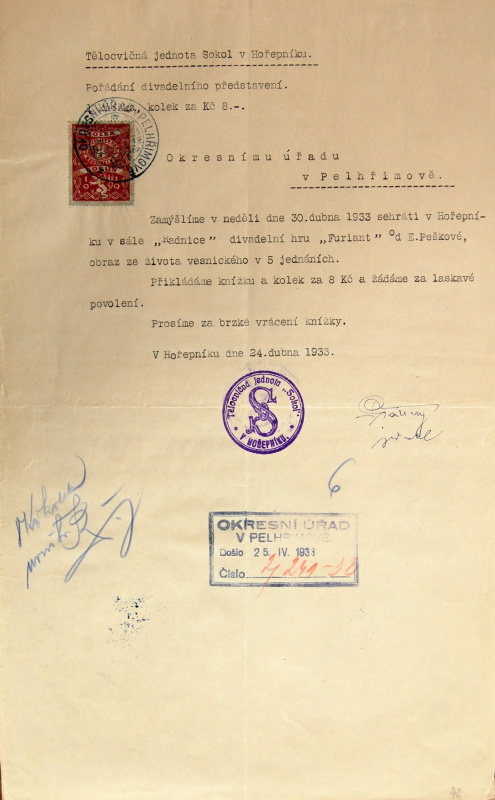 Tělocvičná jednota Sokol v Hořepníku.
Pořádání divadelního představení.
kolek za Kč 8.-.
OKRESNÍ ÚŘAD PELHŘIMOVĚ
Okresnímu úřadu
v Pelhřimově.
Zamýšlíme v neděli dne 30.dubna 1933 sehráti v Hořepní-
ku v sále „Radnice" divadelní hru „Furiant" od E.Peškové,
obraz ze života vesnického v 5 jednáních.
Přikládáme knížku a kolek za 8 Kč a žádáme za laskavé
povolení.
Prosíme za brzké vrácení knížky.
V Hořepníku dne 24.dubna 1933.
Tělocvičná jednota „Sokol"
V HOŘEPNÍKU.
6
OKRESNÍ ÚŘAD
V PELHŘIMOVĚ.
Došlo 25. IV. 1933
Číslo